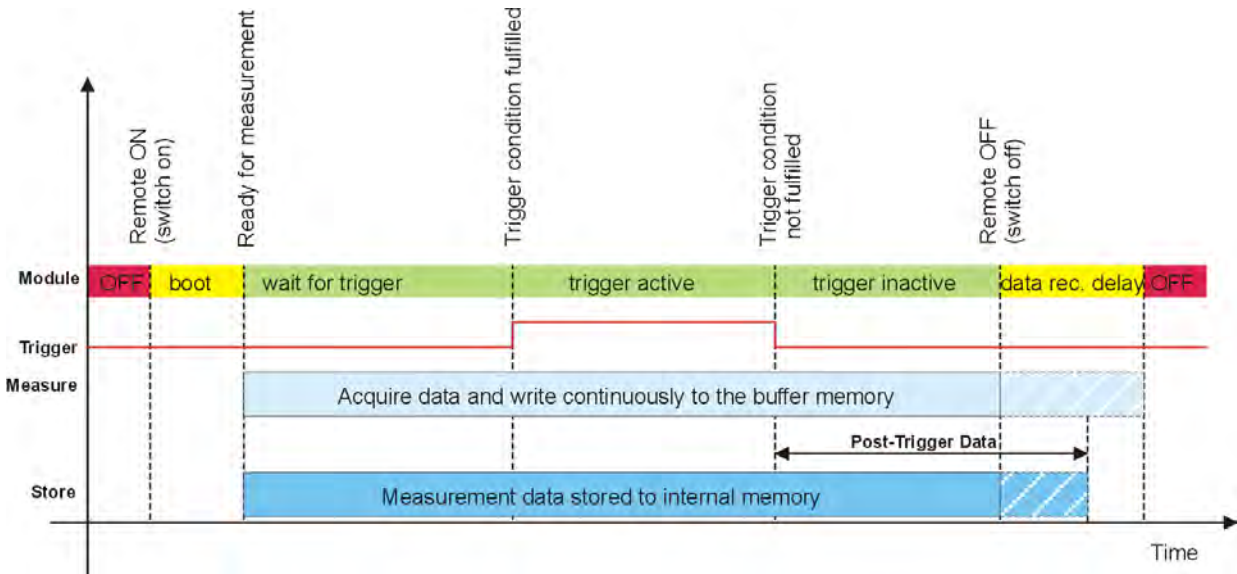 Remote ON
(switch on)
Ready for measurement
Trigger condition fulfilled
Trigger condition
not fulfilled
Remote OFF
(switch off)
Module
OFF
boot
wait for trigger
trigger active
trigger inactive
data rec. delay
OFF
Trigger
Measure
Acquire data and write continuously to the buffer memory
Post-Trigger Data
Store
Measurement data stored to internal memory
Time